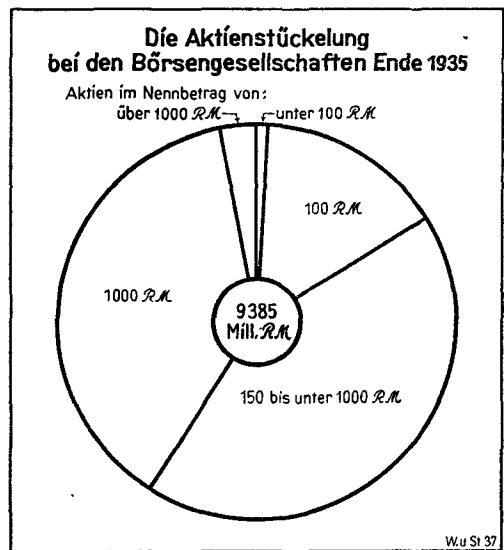 Die Aktienstückelung
bei den Börsengesellschaften Ende 1935
Aktien im Nennbetrag von:
über 1000 RM
unter 100 RM
100 RM
1000 RM
9385
Mill. RM
150 bis unter 1000 RM
W.u St 37